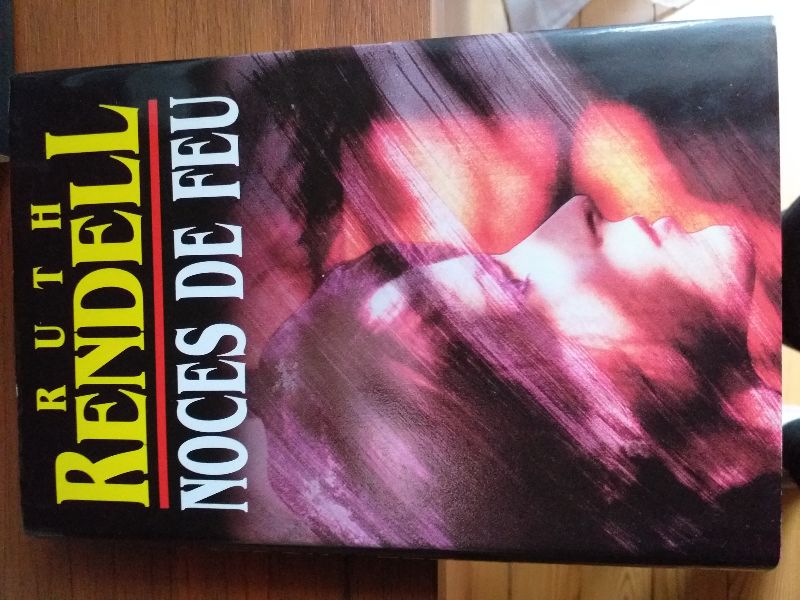 RUTH
RENDELL
NOCES DE FEU